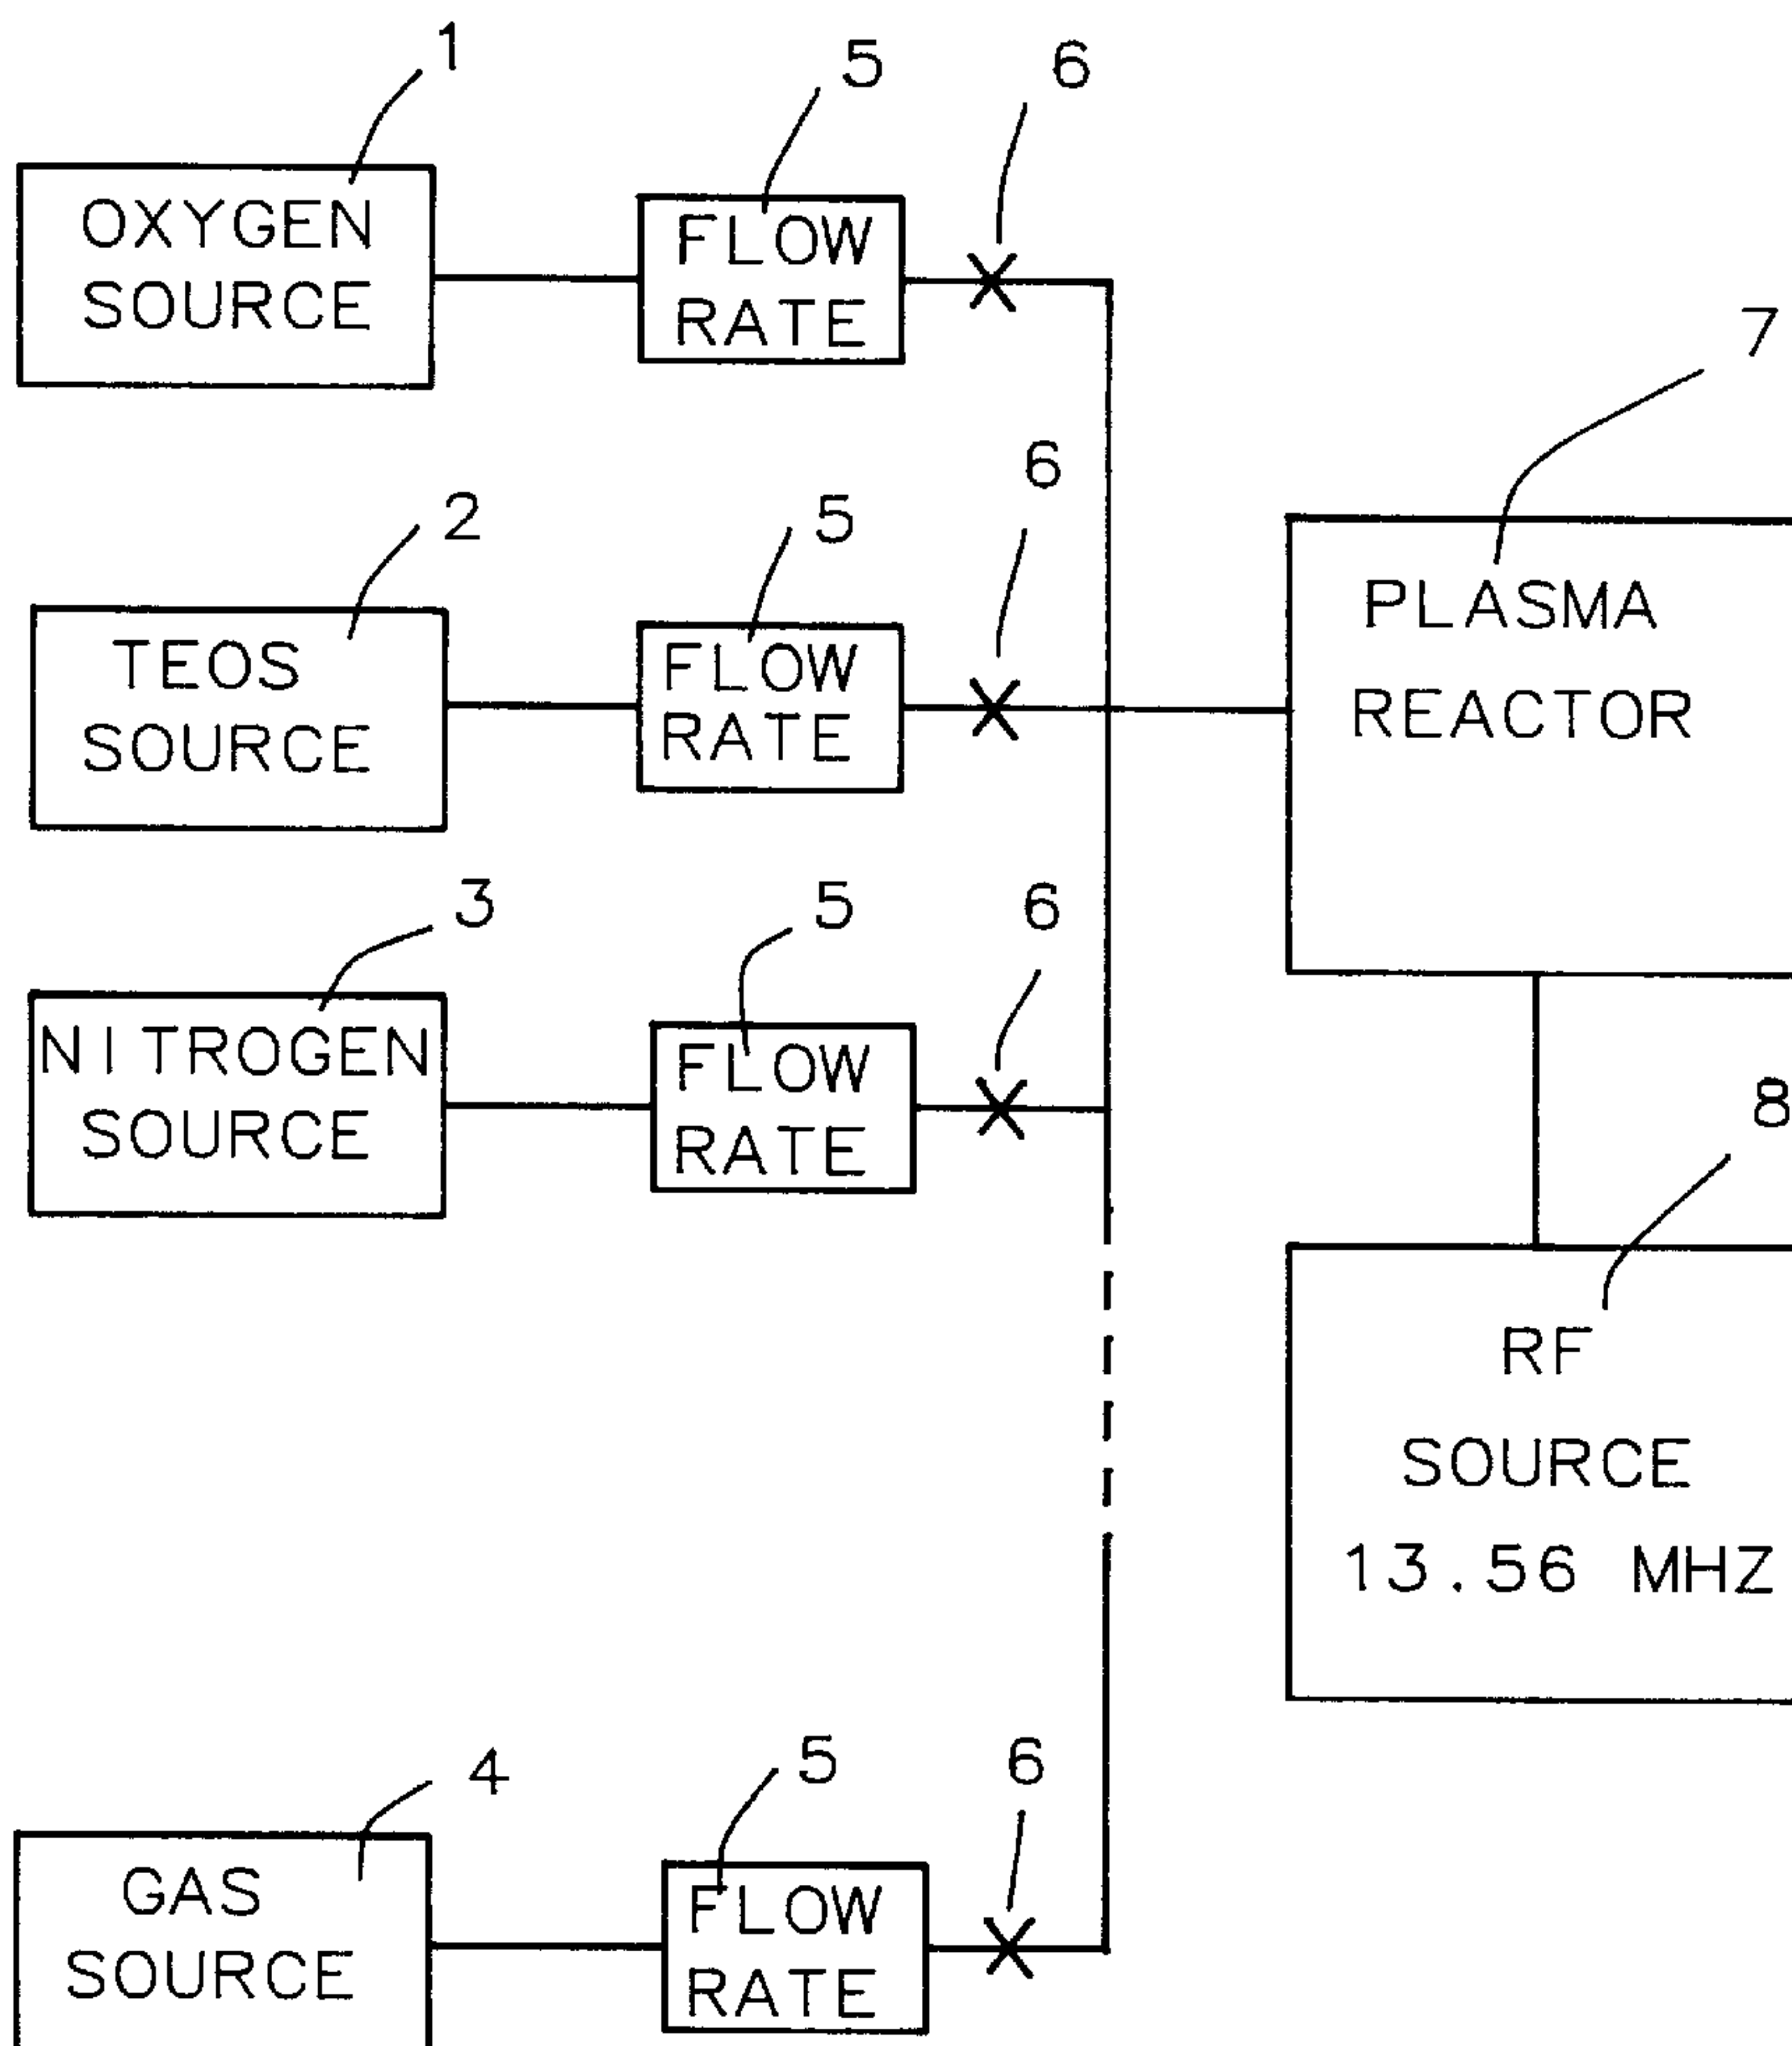 1
5
6
OXYGEN
SOURCE
FLOW
RATE
7
2
5
6
TEOS
SOURCE
FLOW
RATE
PLASMA
REACTOR
3
5
6
NITROGEN
SOURCE
FLOW
RATE
8
RF
SOURCE
13.56 MHZ
4
5
6
GAS
SOURCE
FLOW
RATE